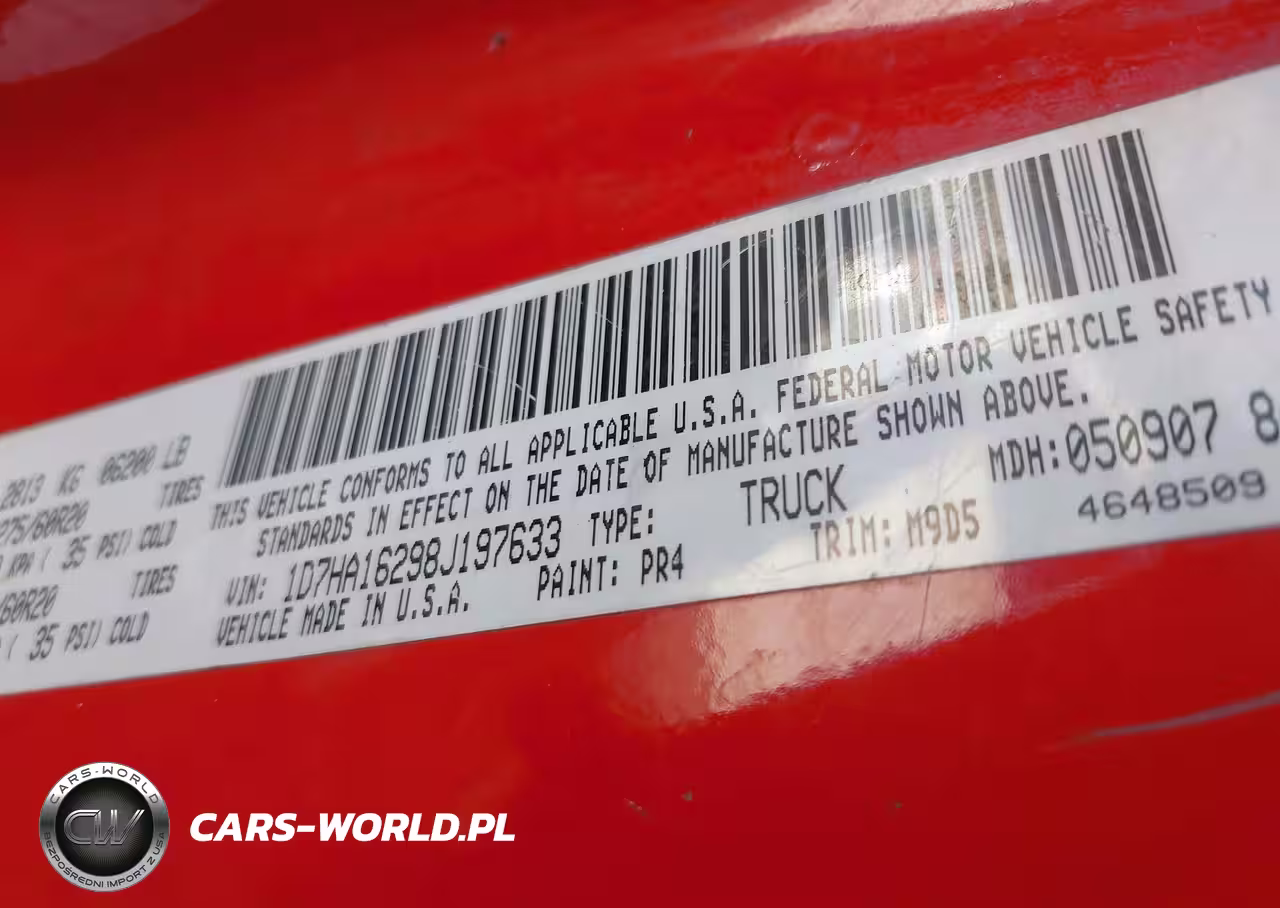 2813 KG 06200 LB
275/60R20 TIRES
KPA ( 35 PSI) COLD
/60R20 TIRES
( 35 PSI) COLD
THIS VEHICLE CONFORMS TO ALL APPLICABLE U.S.A. FEDERAL MOTOR VEHICLE SAFETY
STANDARDS IN EFFECT ON THE DATE OF MANUFACTURE SHOWN ABOVE.
MDH:050907 8
VIN: 1D7HA16298J197633 TYPE: TRUCK
4648509
VEHICLE MADE IN U.S.A. PAINT: PR4 TRIM: M9D5
CARS-WORLD
CW
BEZPOŚREDNI IMPORT Z USA
CARS-WORLD.PL